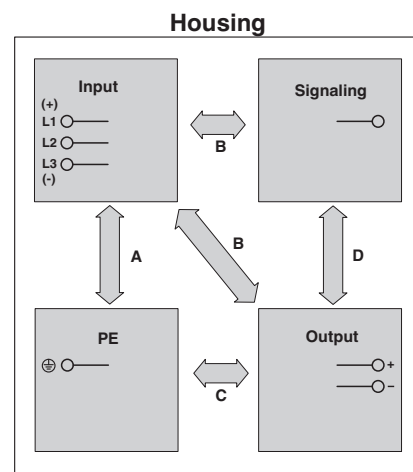 Housing
Input
(+)
L1
L2
L3
(-)
B
Signaling
A
B
D
PE
C
Output
+
–